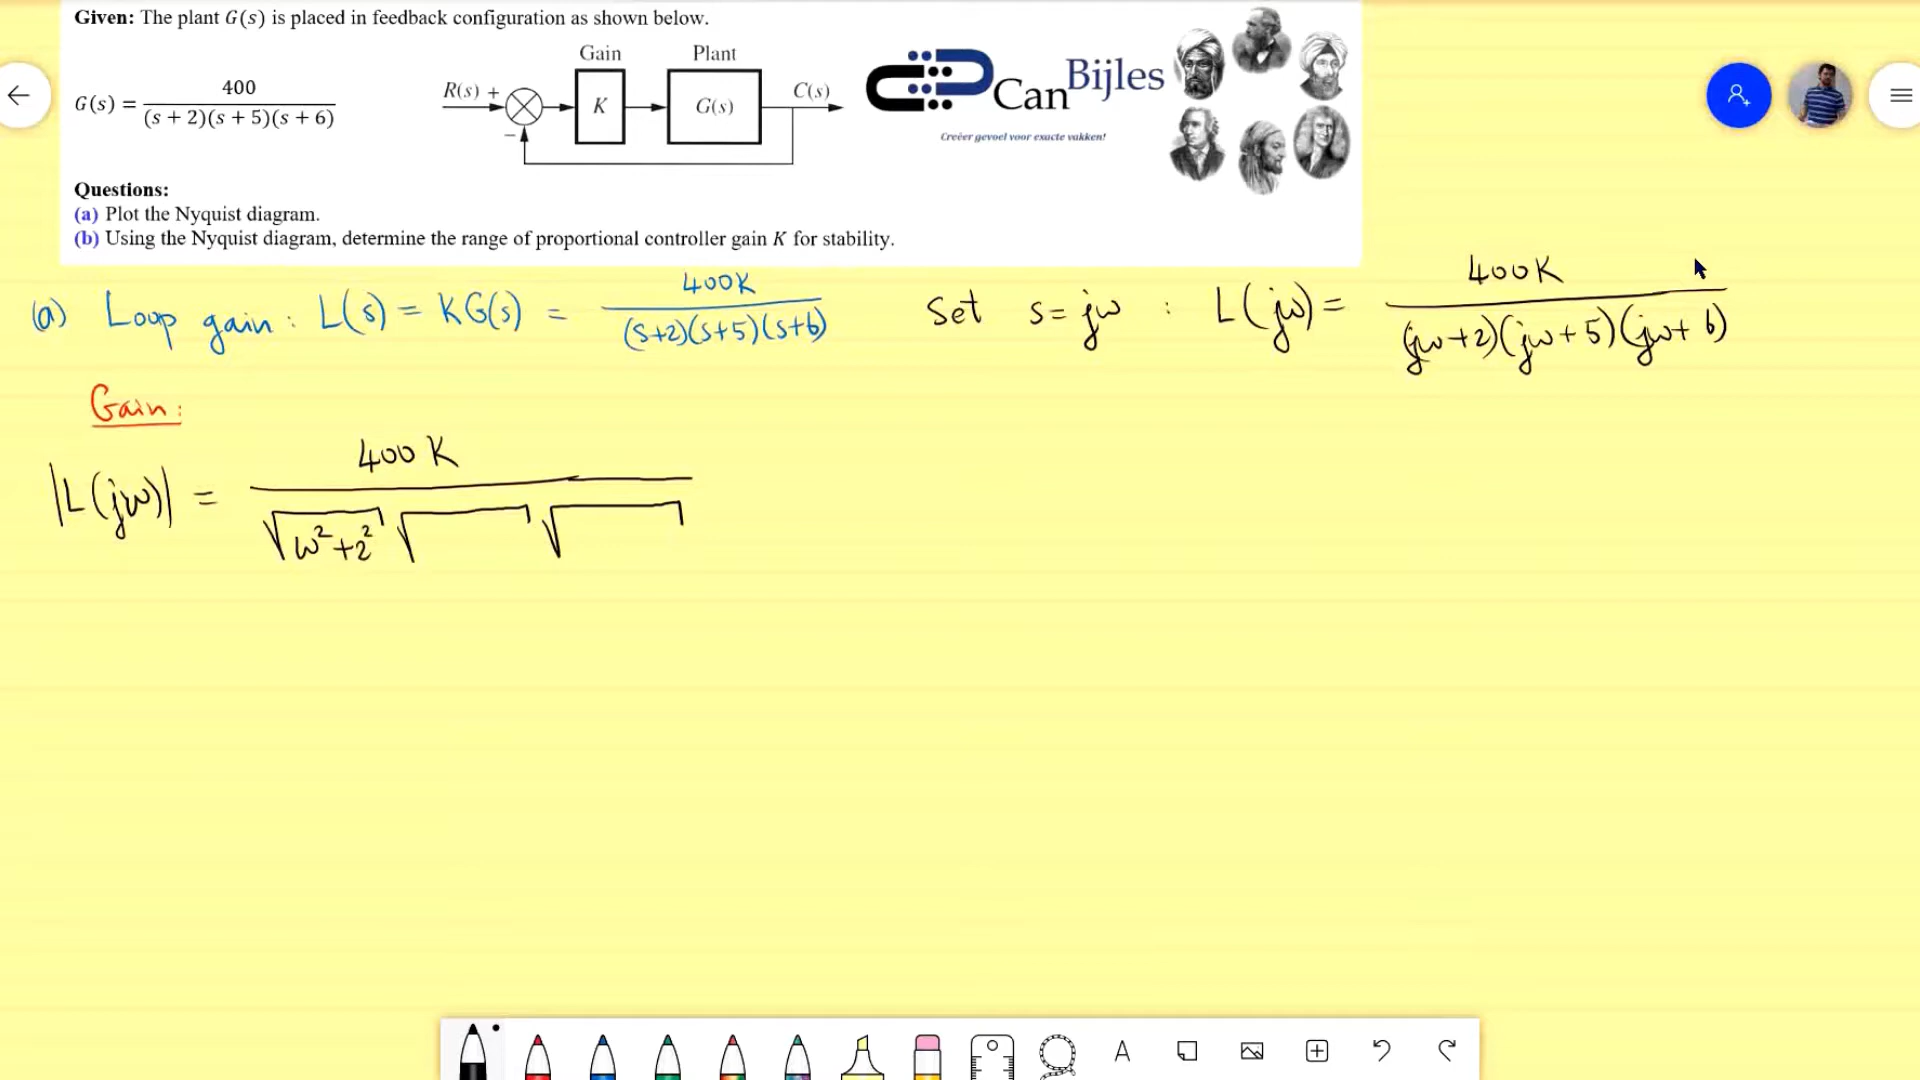 Given: The plant G(s) is placed in feedback configuration as shown below.
G(s) = 400 / (s + 2)(s + 5)(s + 6)
Gain Plant
R(s) + K G(s) C(s)
−
Can Bijles
Creëer gevoel voor exacte vakken!
Questions:
(a) Plot the Nyquist diagram.
(b) Using the Nyquist diagram, determine the range of proportional controller gain K for stability.
(a) Loop gain: L(s) = KG(s) = 400K / (s+2)(s+5)(s+6) Set s=jω : L(jω) = 400K / (jω+2)(jω+5)(jω+6)
Gain:
|L(jω)| = 400K / √ω²+2² √ √
A